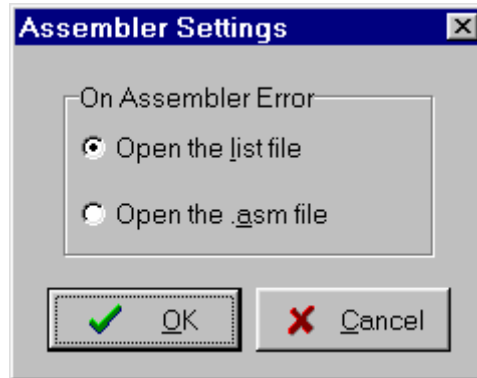 Assembler Settings
On Assembler Error
Open the list file
Open the .asm file
OK
Cancel